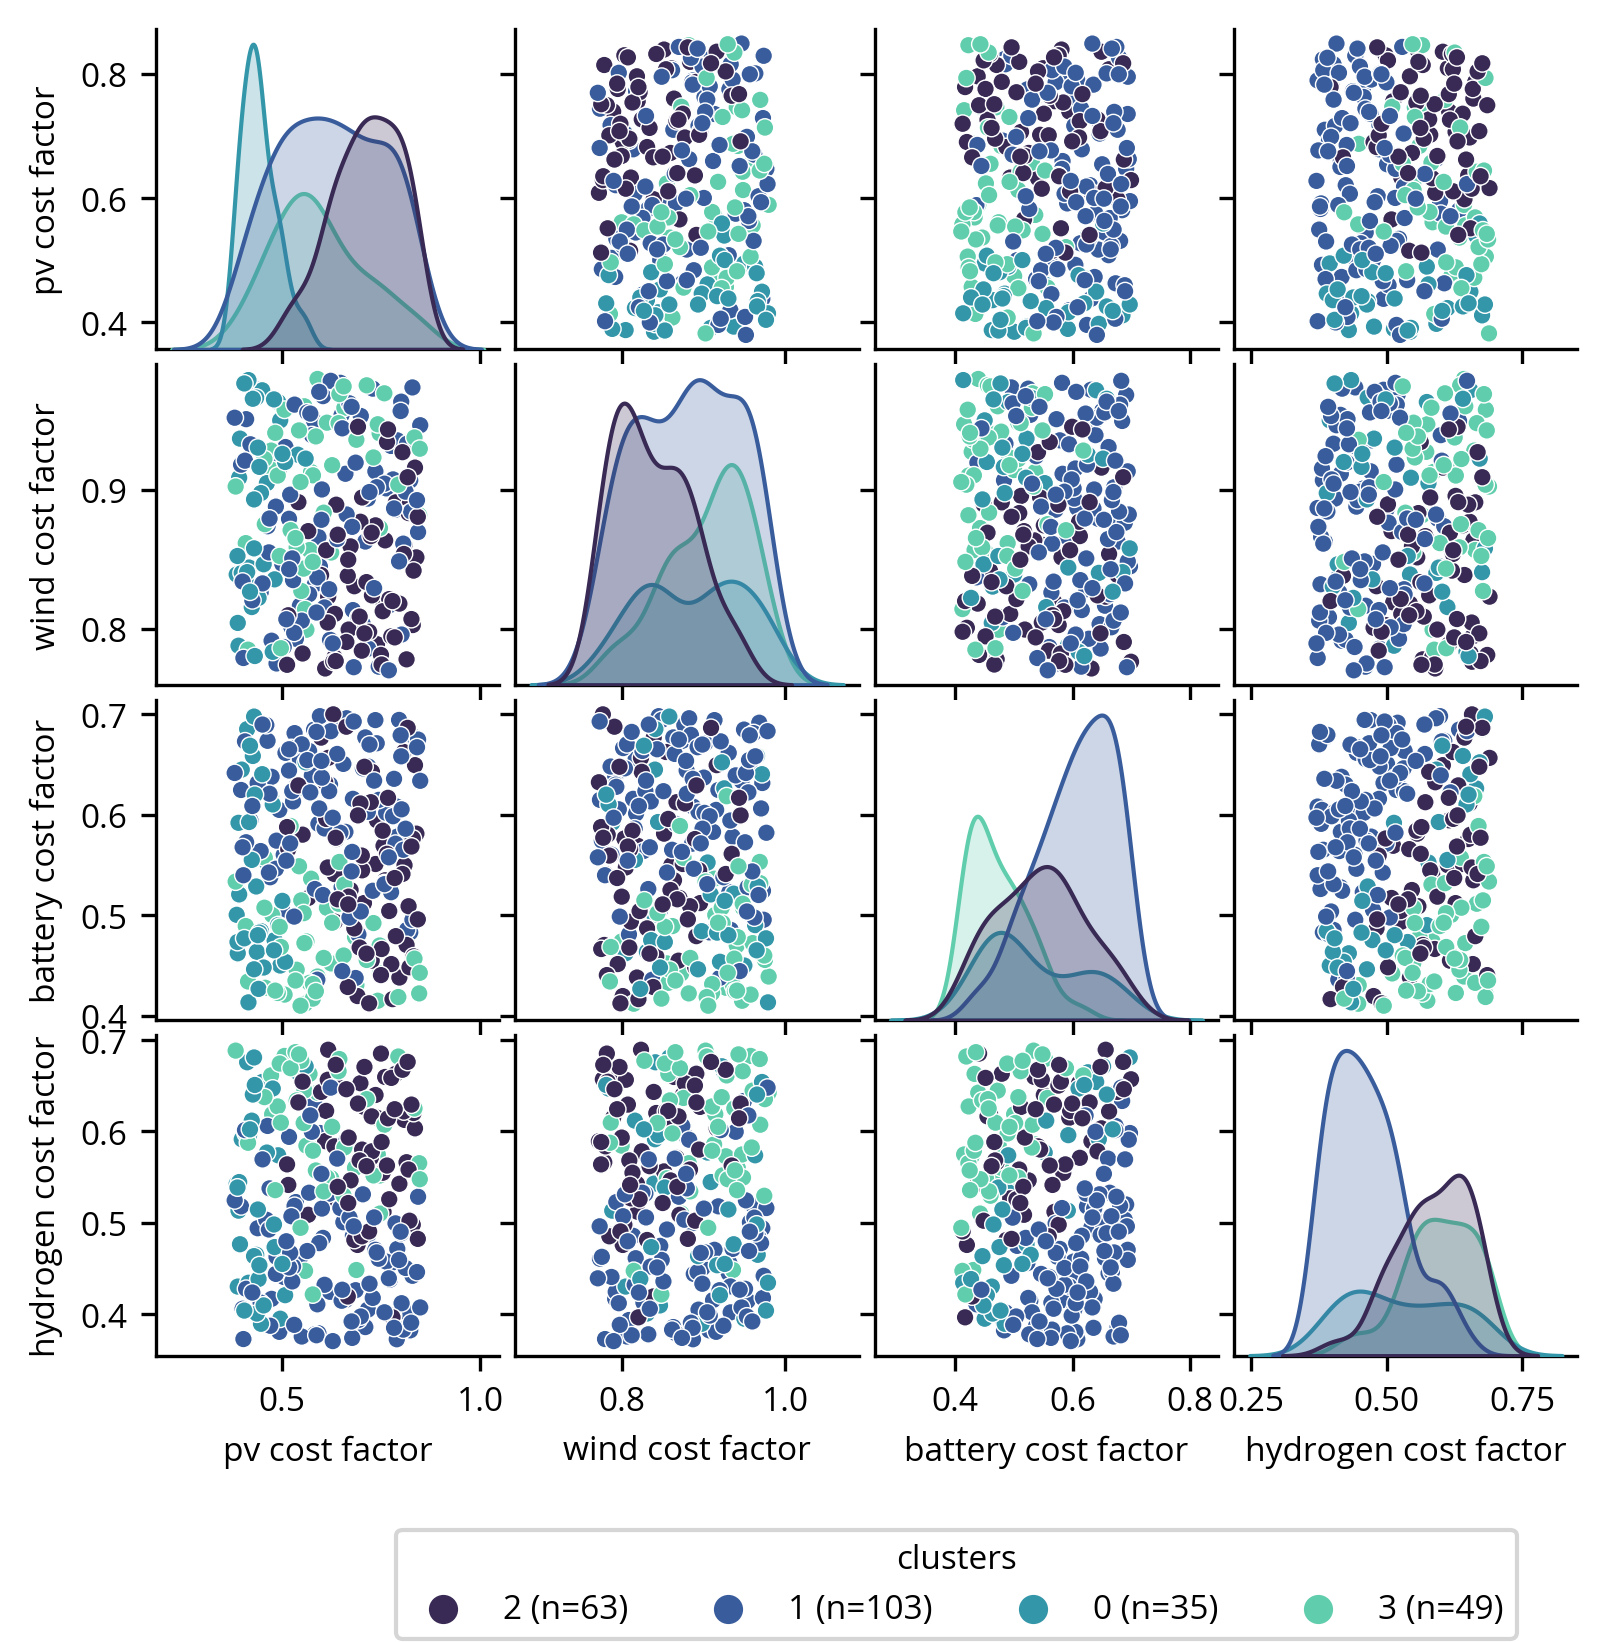 pv cost factor
0.8
0.6
0.4
wind cost factor
0.9
0.8
battery cost factor
0.7
0.6
0.5
0.4
hydrogen cost factor
0.7
0.6
0.5
0.4
0.5 1.0
0.8 1.0
0.4 0.6 0.8
0.25 0.50 0.75
pv cost factor
wind cost factor
battery cost factor
hydrogen cost factor
clusters
2 (n=63) 1 (n=103) 0 (n=35) 3 (n=49)